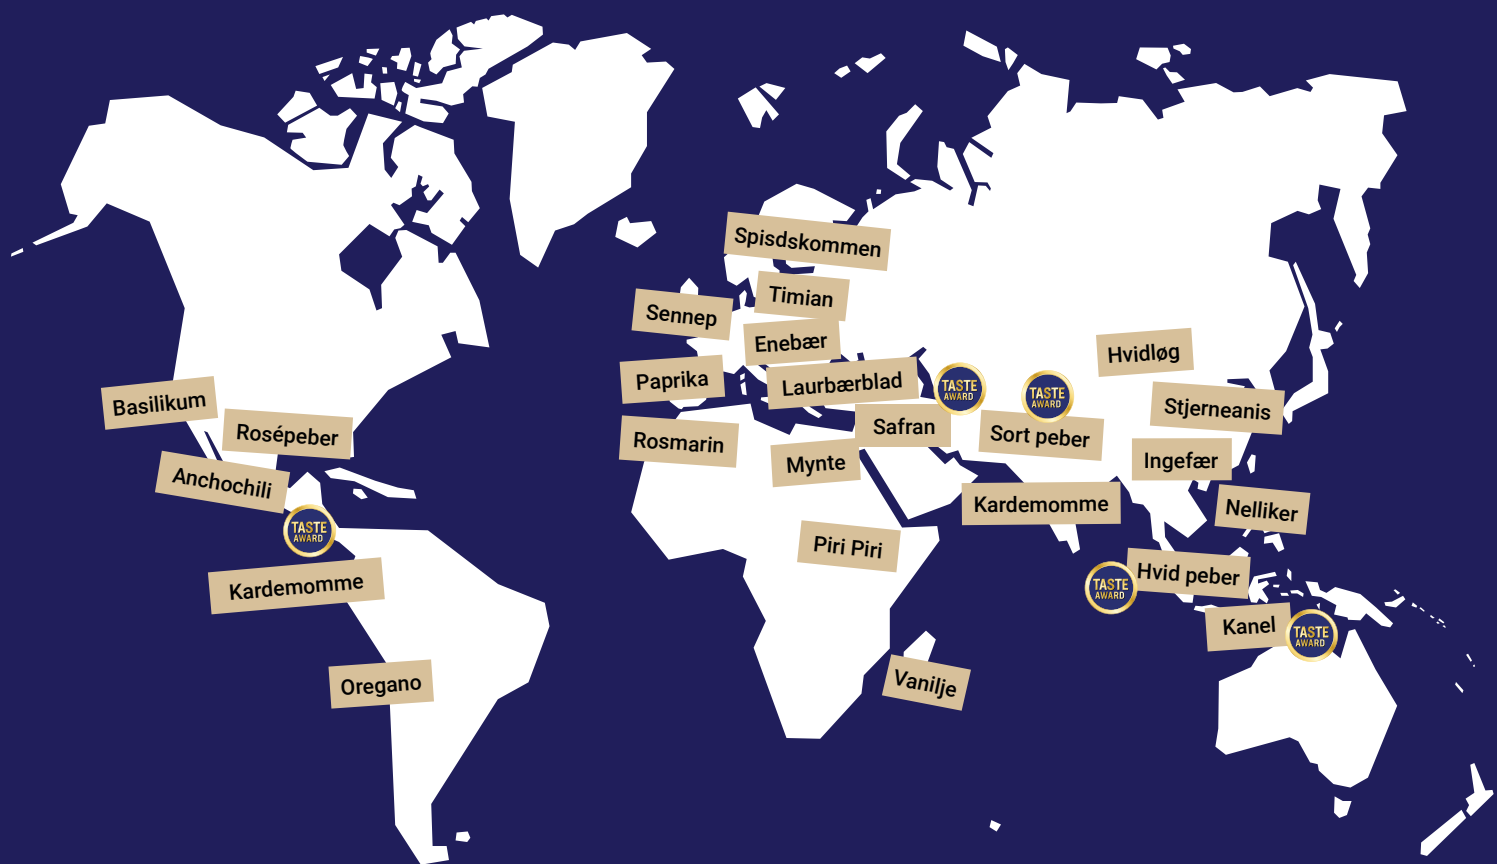 Spisdskommen
Timian
Sennep
Enebær
Hvidløg
Paprika
Laurbærblad
TASTE
AWARD
TASTE
AWARD
Basilikum
Stjerneanis
Rosépeber
Safran
Sort peber
Rosmarin
Mynte
Ingefær
Anchochili
Kardemomme
Nelliker
TASTE
AWARD
Piri Piri
Hvid peber
TASTE
AWARD
Kardemomme
Kanel
TASTE
AWARD
Oregano
Vanilje